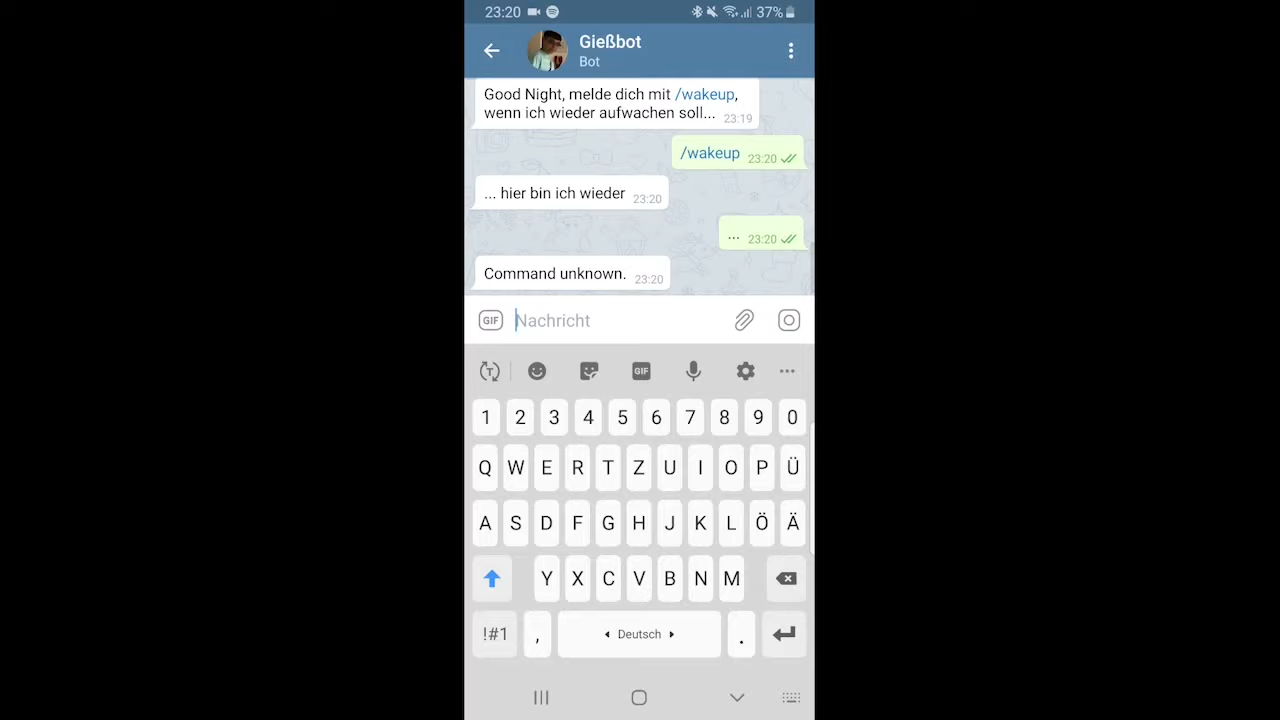 23:20 37%
Gießbot
Bot
Good Night, melde dich mit /wakeup,
wenn ich wieder aufwachen soll... 23:19
/wakeup 23:20
... hier bin ich wieder 23:20
... 23:20
Command unknown. 23:20
GIF Nachricht
T GIF
1 2 3 4 5 6 7 8 9 0
Q W E R T Z U I O P Ü
A S D F G H J K L Ö Ä
Y X C V B N M
!#1 , Deutsch .